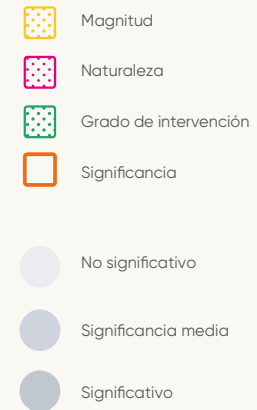 Magnitud
Naturaleza
Grado de intervención
Significancia
No significativo
Significancia media
Significativo